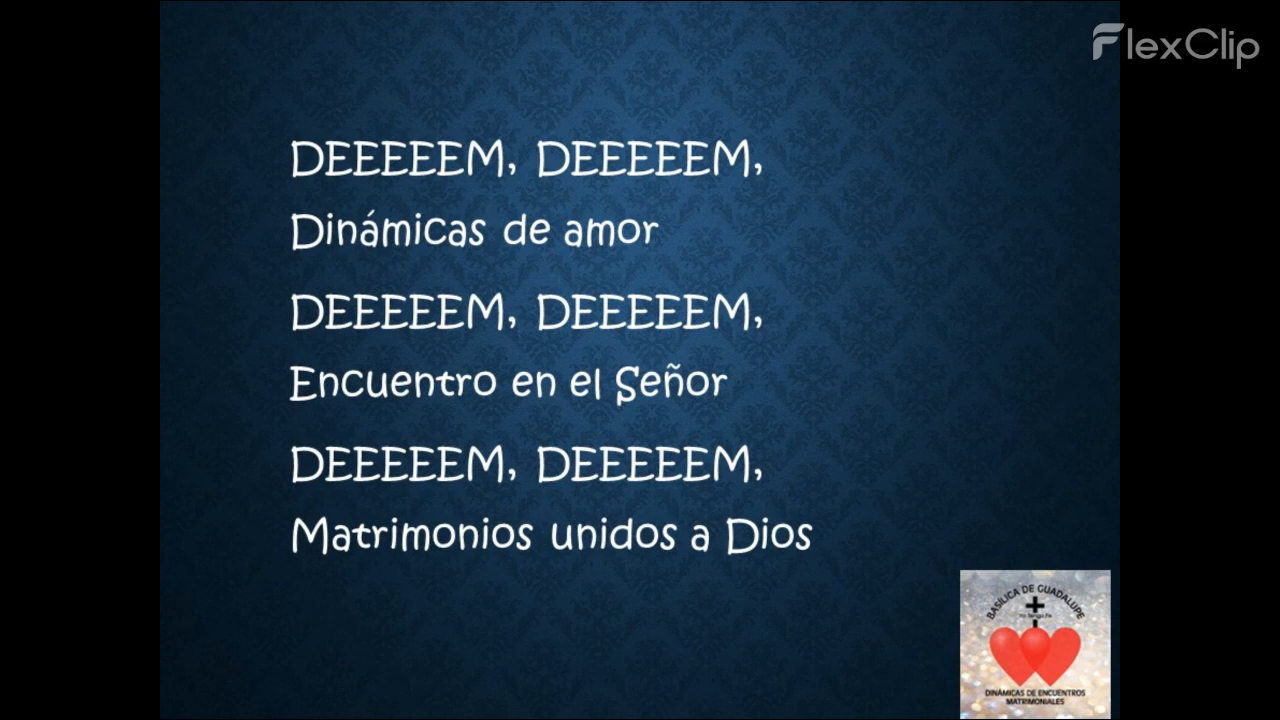 FlexClip
DEEEEEM, DEEEEEM,
Dinámicas de amor
DEEEEEM, DEEEEEM,
Encuentro en el Señor
DEEEEEM, DEEEEEM,
Matrimonios unidos a Dios
BASÍLICA DE GUADALUPE
DINÁMICAS DE ENCUENTROS
MATRIMONIALES